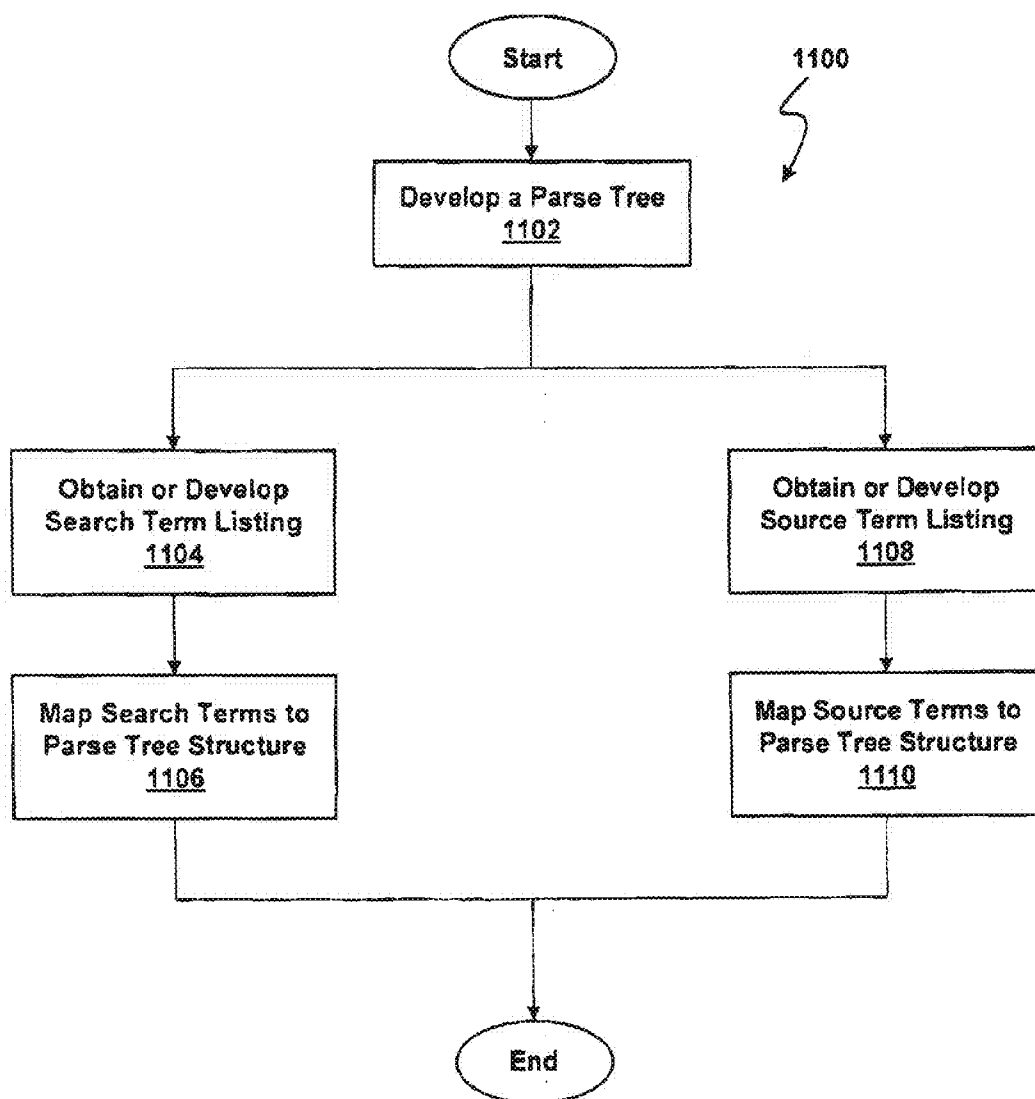 Start
1100
Develop a Parse Tree
1102
Obtain or Develop
Search Term Listing
1104
Obtain or Develop
Source Term Listing
1108
Map Search Terms to
Parse Tree Structure
1106
Map Source Terms to
Parse Tree Structure
1110
End